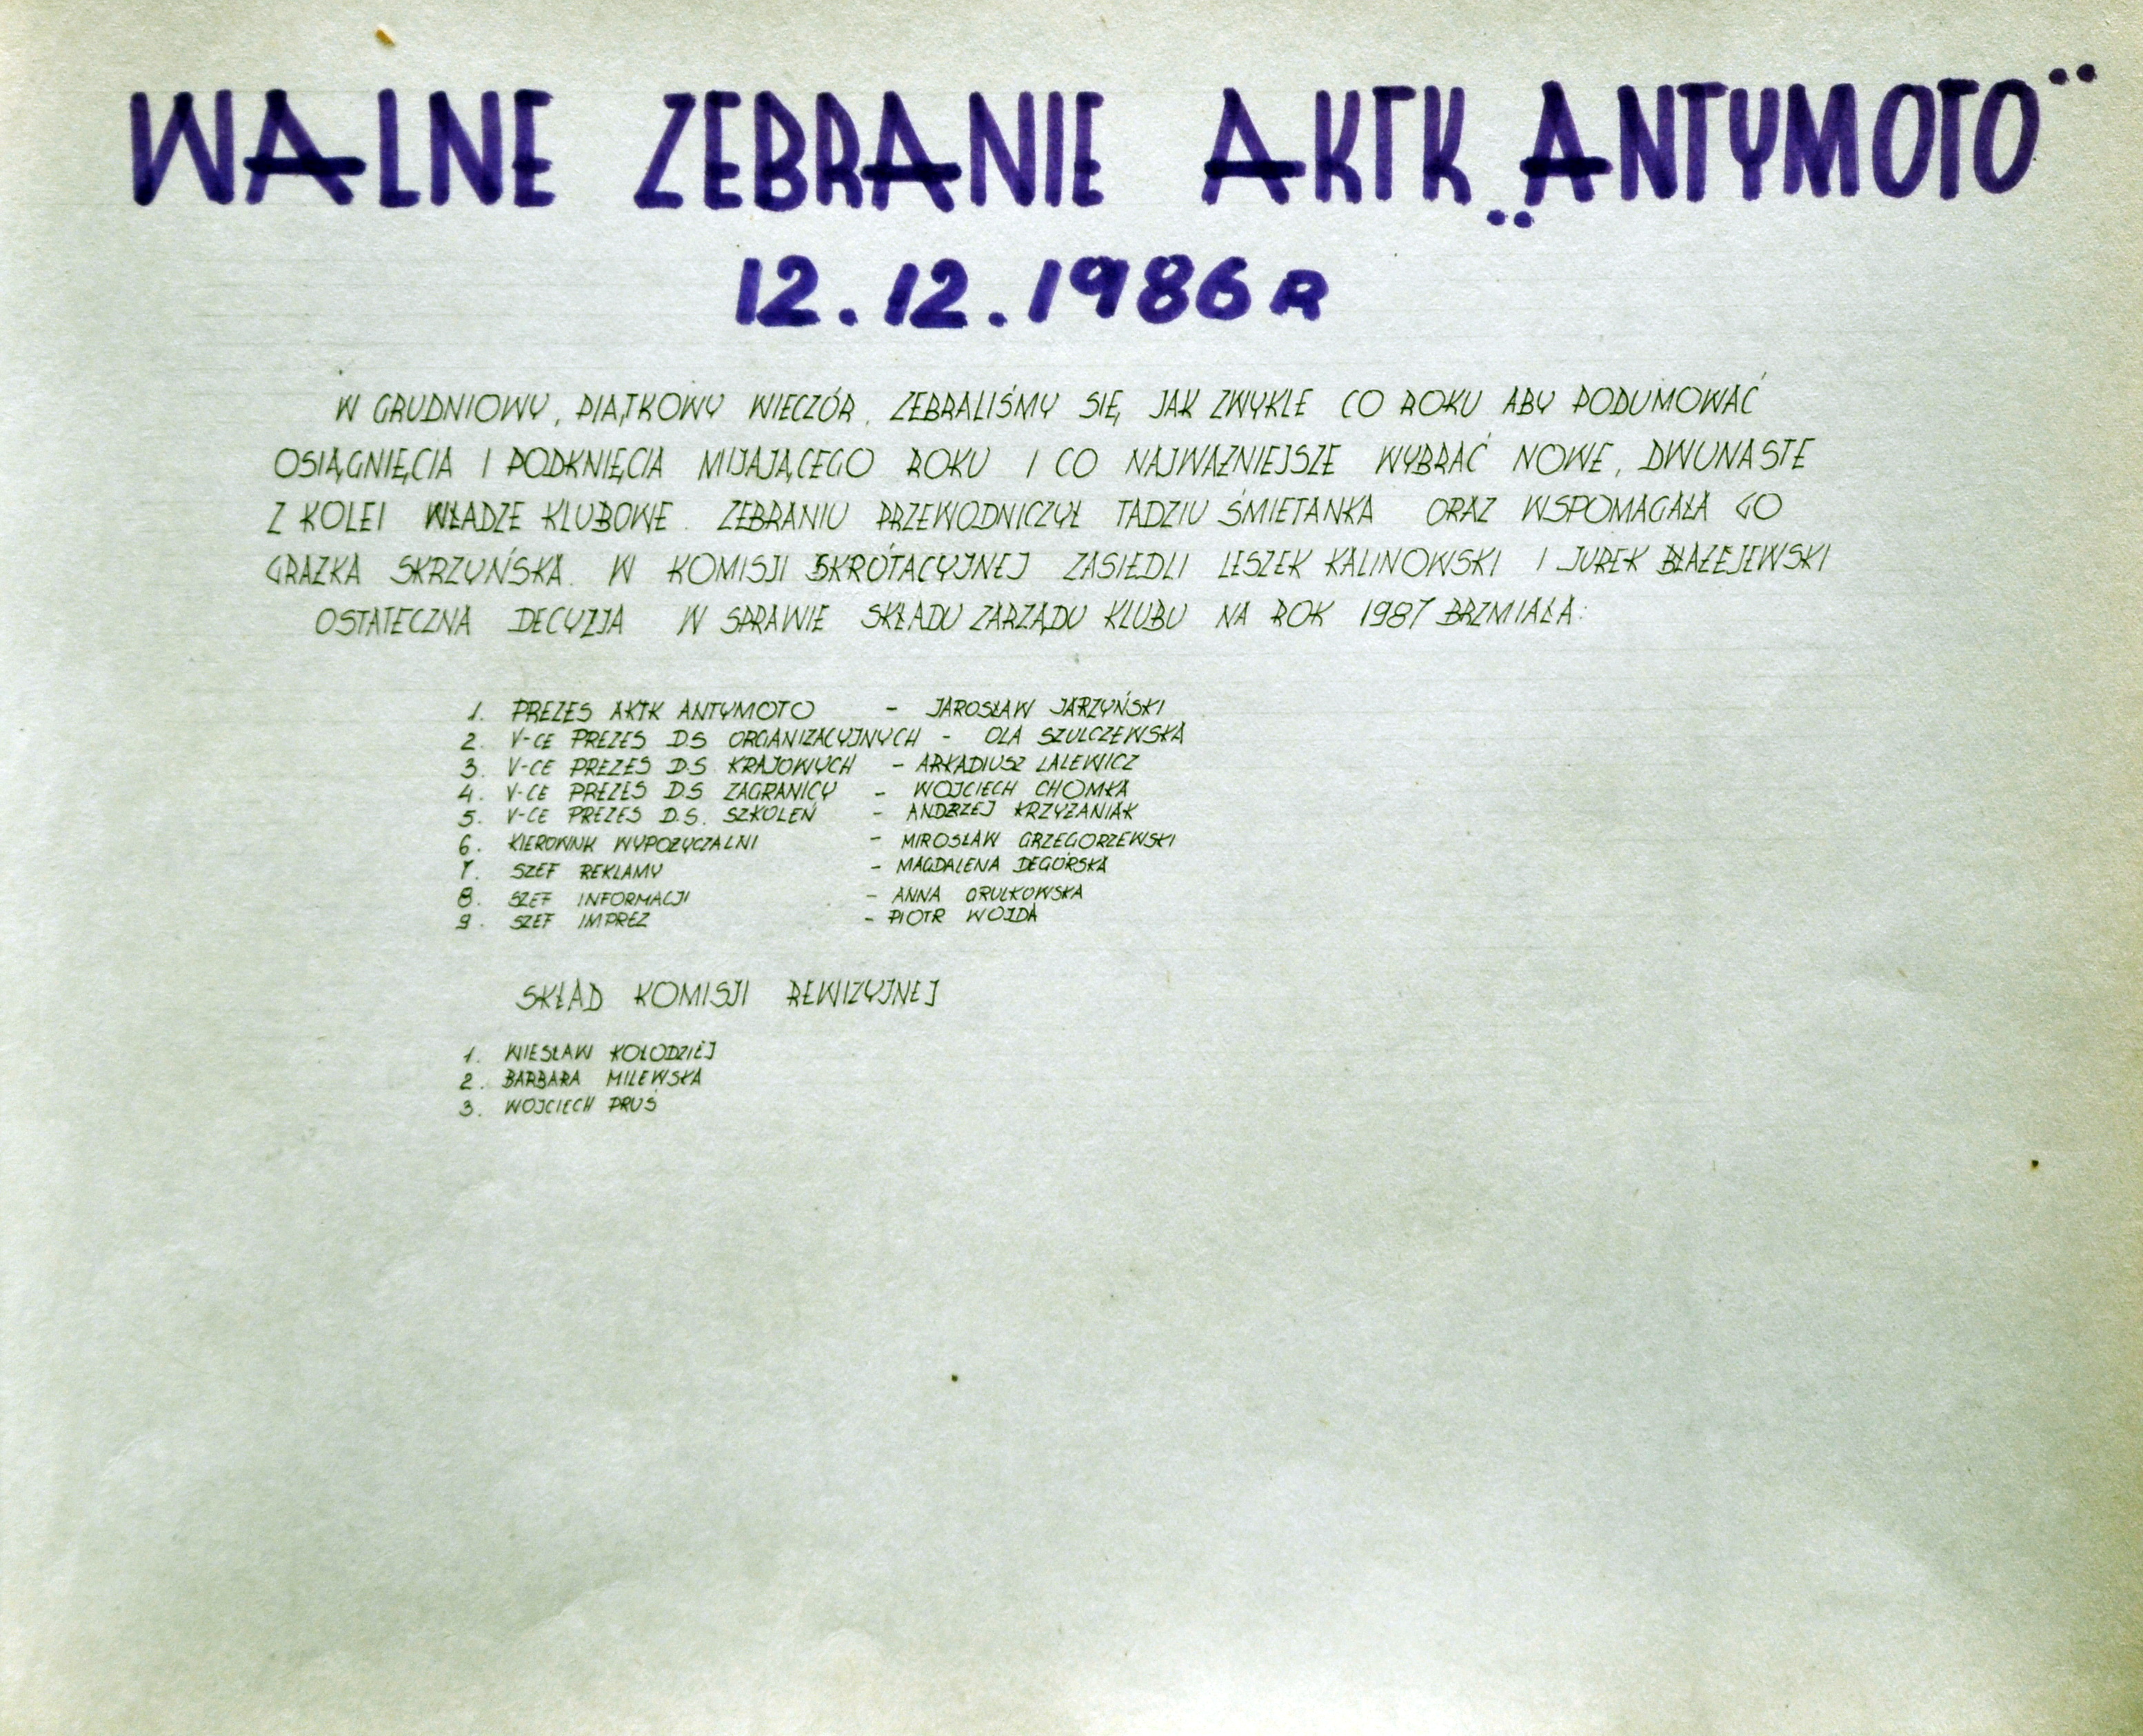 WALNE ZEBRANIE AKTK „ANTYMOTO”
12.12.1986 R
W GRUDNIOWY, PIĄTKOWY WIECZÓR, ZEBRALIŚMY SIĘ, JAK ZWYKLE CO ROKU ABY PODUMOWAĆ
OSIĄGNIĘCIA I PODKNIĘCIA MIJAJĄCEGO ROKU I CO NAJWAŻNIEJSZE WYBRAĆ NOWE, DWUNASTE
Z KOLEI WŁADZE KLUBOWE. ZEBRANIU PRZEWODNICZYŁ TADZIU ŚMIETANKA ORAZ WSPOMAGAŁA GO
GRAŻKA SKRZYŃSKA. W KOMISJI SKRÓTACYJNEJ ZASIEDLI LESZEK KALINOWSKI I JUREK BŁAŻEJEWSKI
OSTATECZNA DECYZJA W SPRAWIE SKŁADU ZARZĄDU KLUBU NA ROK 1987 BRZMIAŁA:
1. PREZES AKTK ANTYMOTO - JAROSŁAW JARZYŃSKI
2. V-CE PREZES D.S ORGANIZACYJNYCH - OLA SZULCZEWSKA
3. V-CE PREZES D.S. KRAJOWYCH - ARKADIUSZ LALEWICZ
4. V-CE PREZES D.S ZAGRANICY - WOJCIECH CHOMKA
5. V-CE PREZES D.S. SZKOLEŃ - ANDRZEJ KRZYŻANIAK
6. KIEROWNK WYPOŻYCZALNI - MIROSŁAW GRZEGORZEWSKI
7. SZEF REKLAMY - MAGDALENA DEGÓRSKA
8. SZEF INFORMACJI - ANNA ORULKOWSKA
9. SZEF IMPREZ - PIOTR WOJDA
SKŁAD KOMISJI REWIZYJNEJ
1. WIESŁAW KOŁODZIEJ
2. BARBARA MILEWSKA
3. WOJCIECH PRUŚ